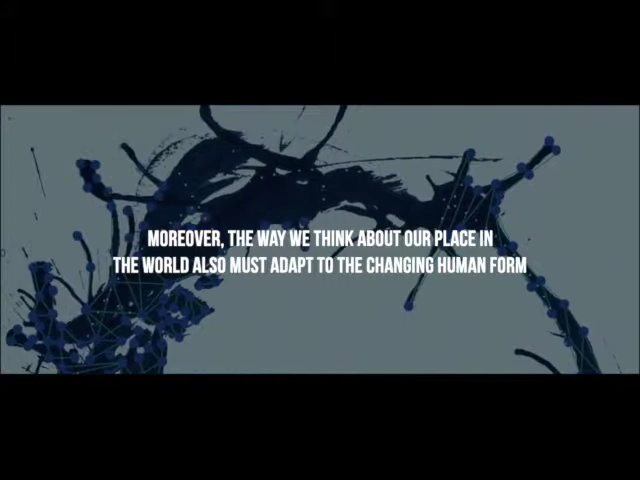 MOREOVER, THE WAY WE THINK ABOUT OUR PLACE IN
THE WORLD ALSO MUST ADAPT TO THE CHANGING HUMAN FORM